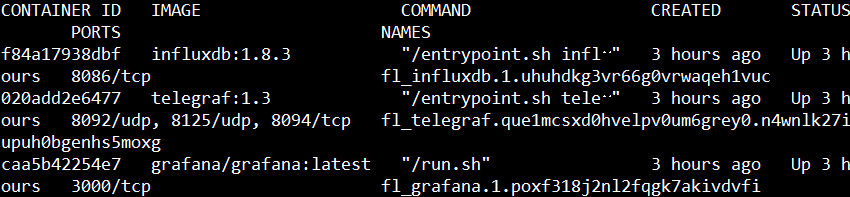 CONTAINER ID   IMAGE                    COMMAND                  CREATED       STATUS
       PORTS                          NAMES
f84a17938dbf   influxdb:1.8.3           "/entrypoint.sh infl~"   3 hours ago   Up 3 h
ours   8086/tcp                       fl_influxdb.1.uhuhdkg3vr66g0vrwaqeh1vuc
020add2e6477   telegraf:1.3             "/entrypoint.sh tele~"   3 hours ago   Up 3 h
ours   8092/udp, 8125/udp, 8094/tcp   fl_telegraf.que1mcsxd0hvelpv0um6grey0.n4wnlk27i
upuh0bgenhs5moxg
caa5b42254e7   grafana/grafana:latest   "/run.sh"                3 hours ago   Up 3 h
ours   3000/tcp                       fl_grafana.1.poxf318j2nl2fqgk7akivdvfi